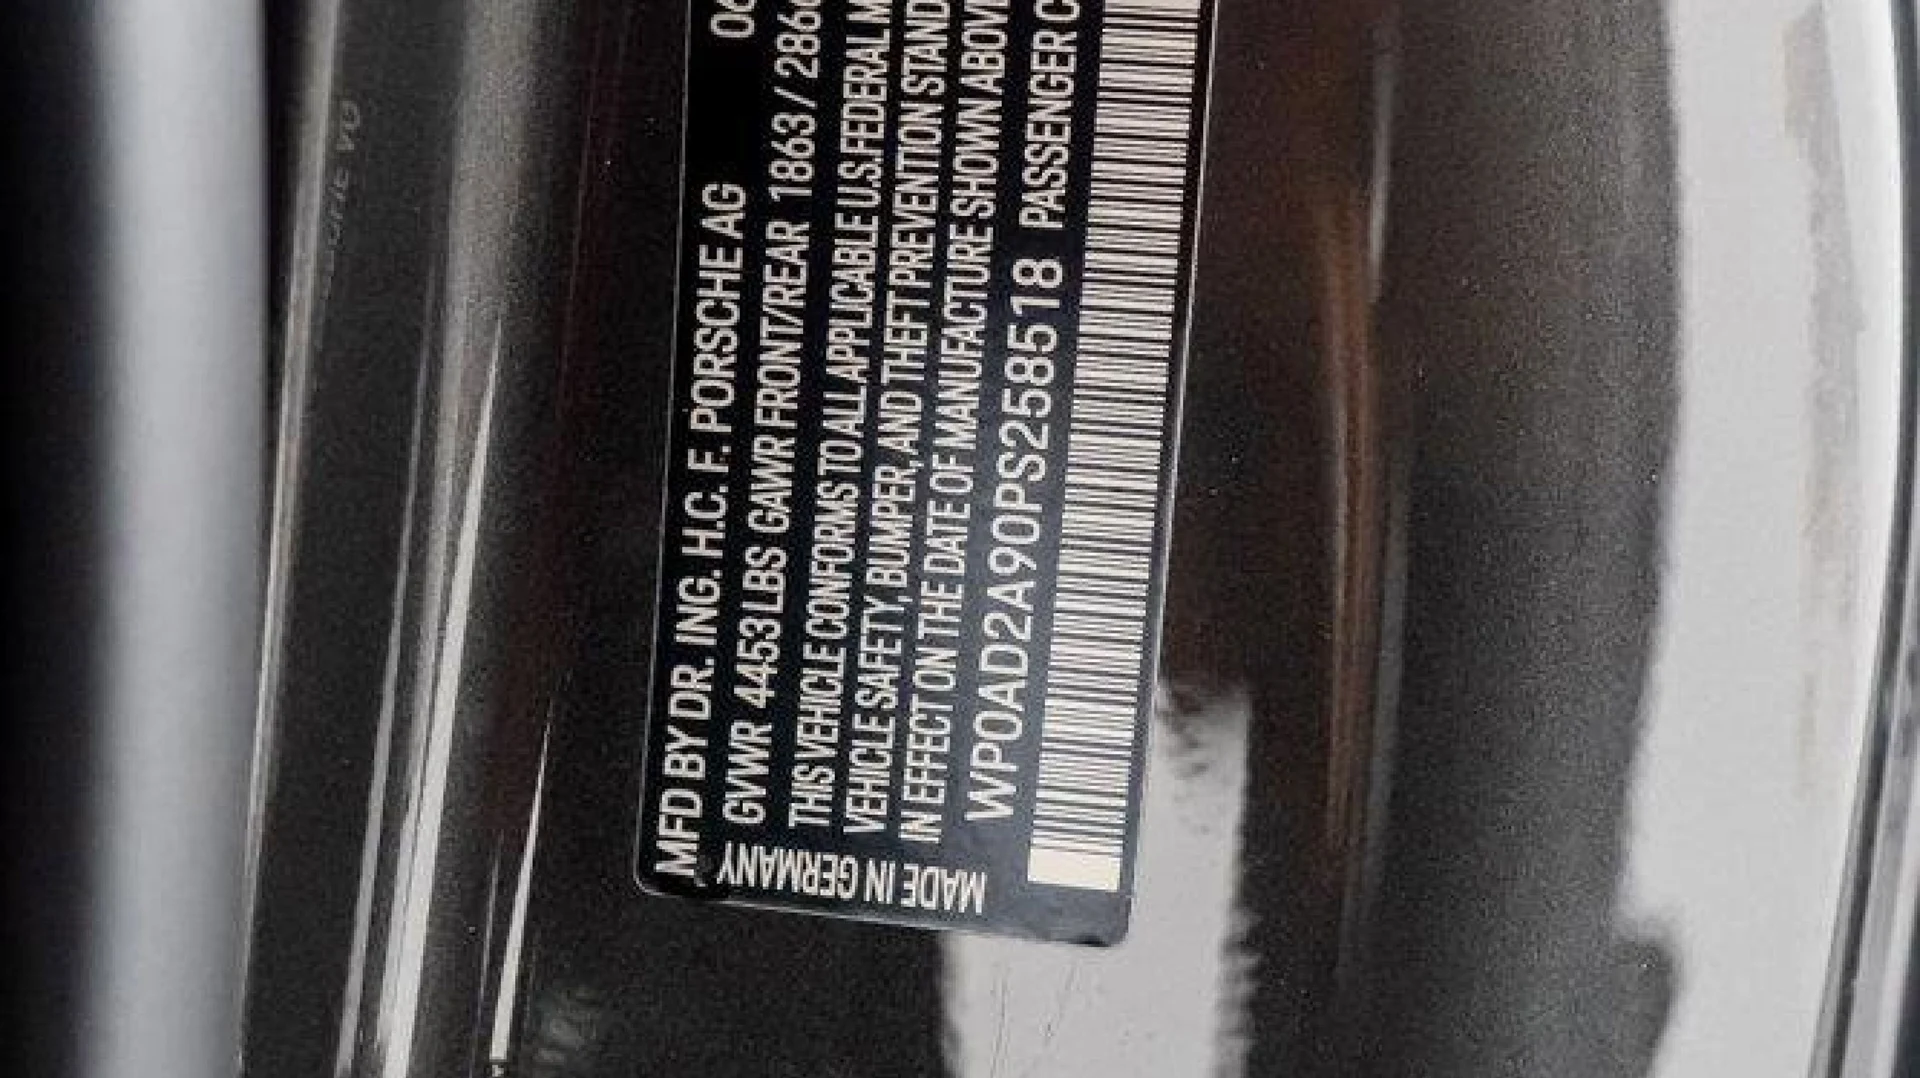 MFD BY DR. ING. H.C. F. PORSCHE AG 06
GVWR 4453 LBS GAWR FRONT/REAR 1863 / 286
THIS VEHICLE CONFORMS TO ALL APPLICABLE U.S. FEDERAL M
VEHICLE SAFETY, BUMPER, AND THEFT PREVENTION STAND
IN EFFECT ON THE DATE OF MANUFACTURE SHOWN ABOVE
WP0AD2A90PS258518 PASSENGER C
MADE IN GERMANY